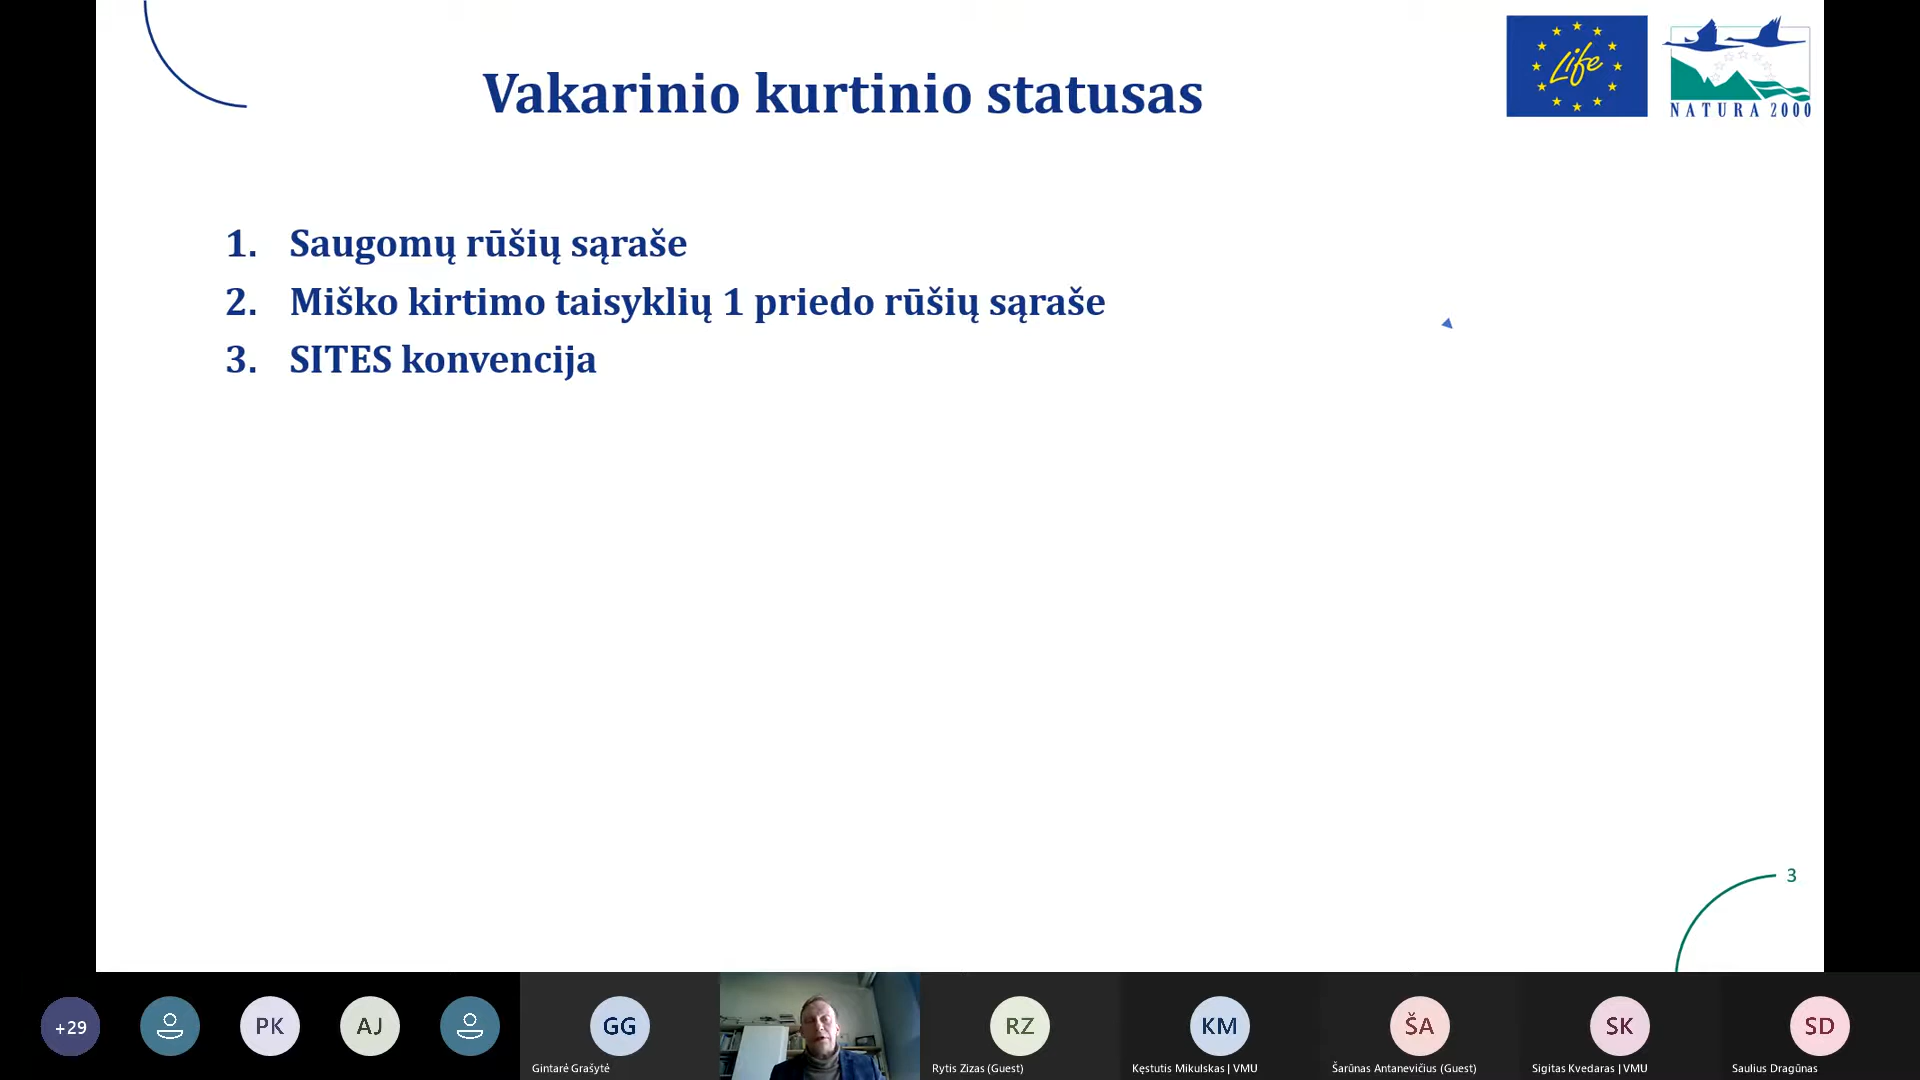 Vakarinio kurtinio statusas
Life
NATURA 2000
1. Saugomų rūšių sąraše
2. Miško kirtimo taisyklių 1 priedo rūšių sąraše
3. SITES konvencija
3
+29
PK
AJ
GG
RZ
KM
ŠA
SK
SD
Gintarė Grašytė
Rytis Zizas (Guest)
Kęstutis Mikulskas | VMU
Šarūnas Antanevičius (Guest)
Sigitas Kvedaras | VMU
Saulius Dragūnas